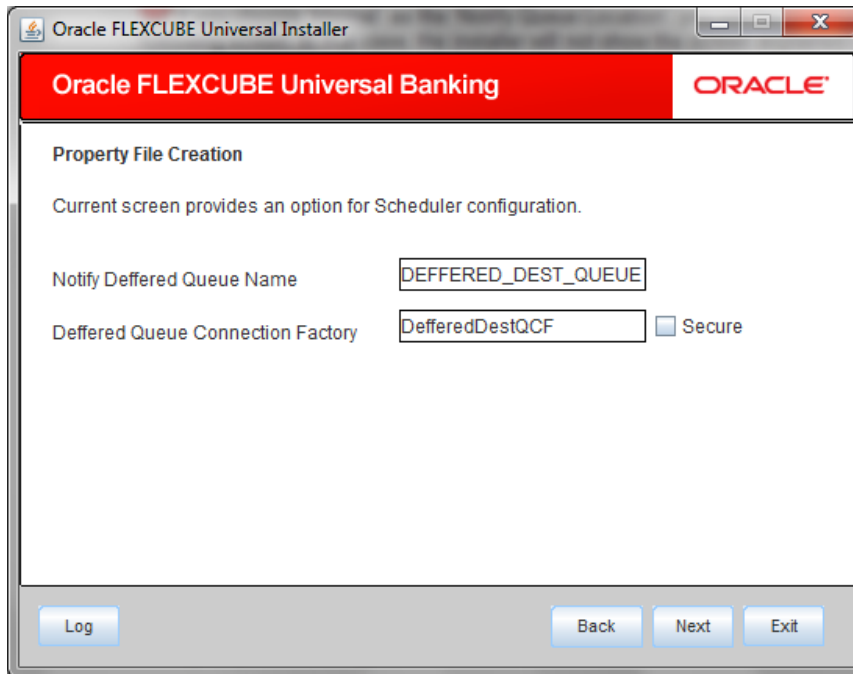 Oracle FLEXCUBE Universal Installer
Oracle FLEXCUBE Universal Banking
ORACLE
Property File Creation
Current screen provides an option for Scheduler configuration.
Notify Deffered Queue Name DEFFERED_DEST_QUEUE
Deffered Queue Connection Factory DefferedDestQCF Secure
Log Back Next Exit